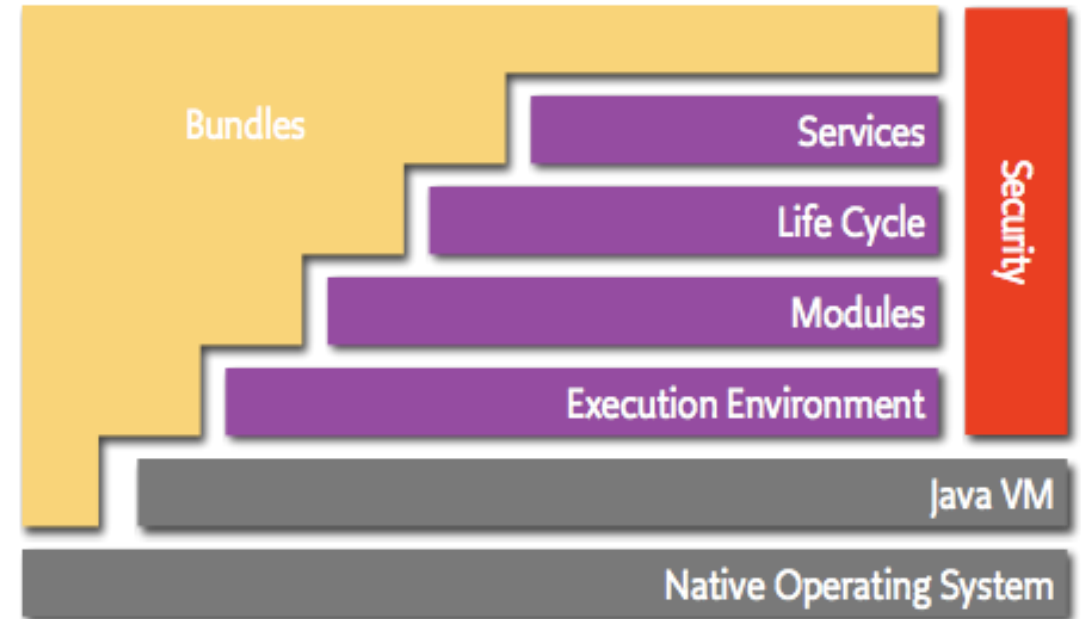 Bundles
Services
Life Cycle
Modules
Execution Environment
Java VM
Native Operating System
Security